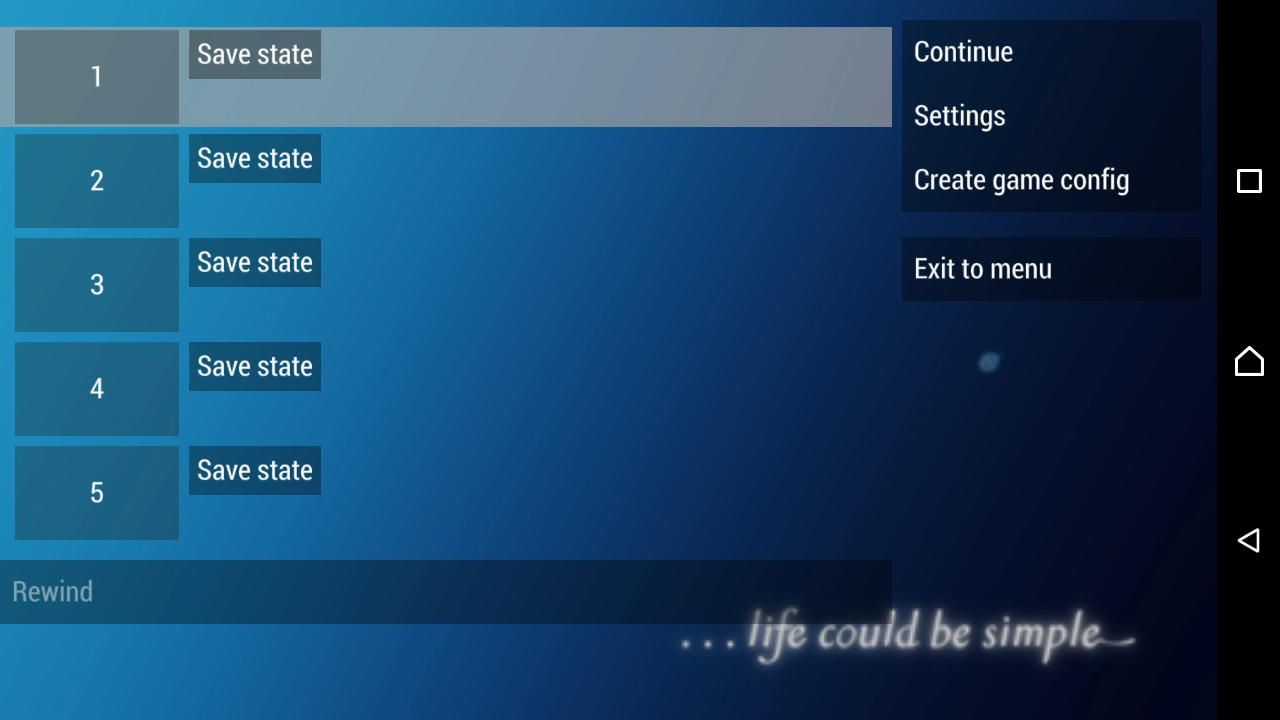 1 Save state
2 Save state
3 Save state
4 Save state
5 Save state
Rewind
Continue
Settings
Create game config
Exit to menu
...life could be simple